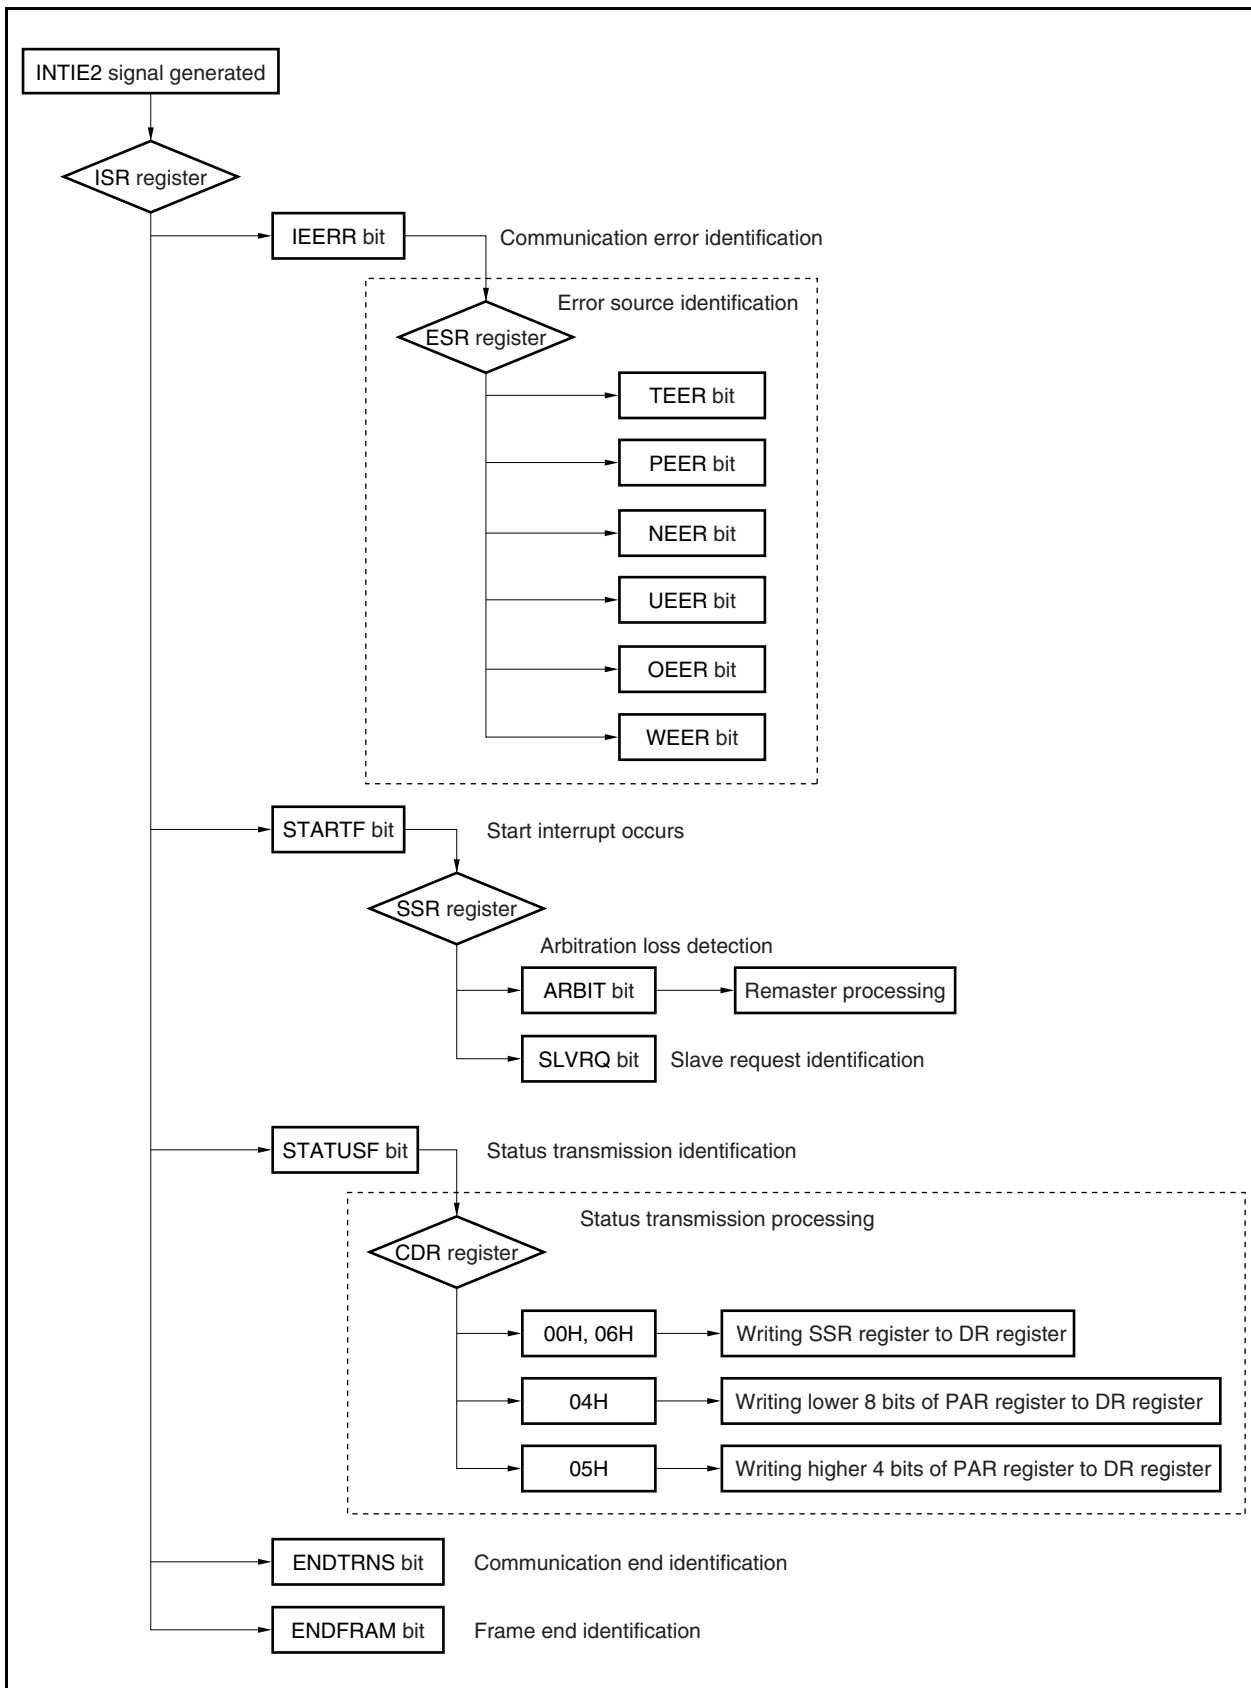 INTIE2 signal generated
ISR register
IEERR bit
Communication error identification
Error source identification
ESR register
TEER bit
PEER bit
NEER bit
UEER bit
OEER bit
WEER bit
STARTF bit
Start interrupt occurs
SSR register
Arbitration loss detection
ARBIT bit
Remaster processing
SLVRQ bit
Slave request identification
STATUSF bit
Status transmission identification
Status transmission processing
CDR register
00H, 06H
Writing SSR register to DR register
04H
Writing lower 8 bits of PAR register to DR register
05H
Writing higher 4 bits of PAR register to DR register
ENDTRNS bit
Communication end identification
ENDFRAM bit
Frame end identification